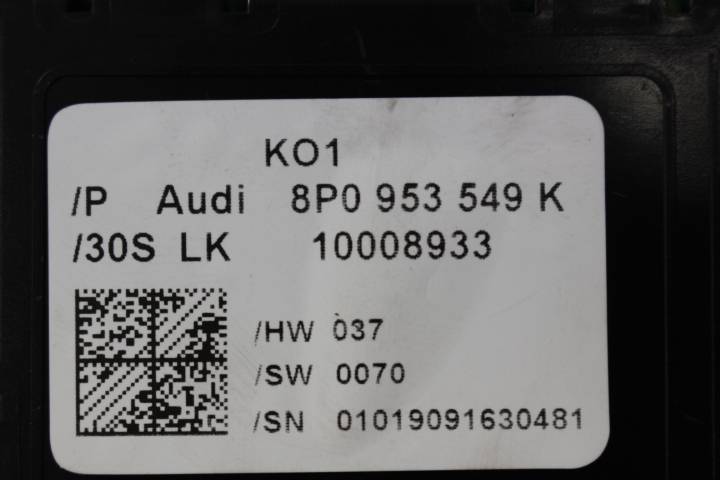 KO1
/P Audi 8P0 953 549 K
/30S LK 10008933
/HW 037
/SW 0070
/SN 01019091630481